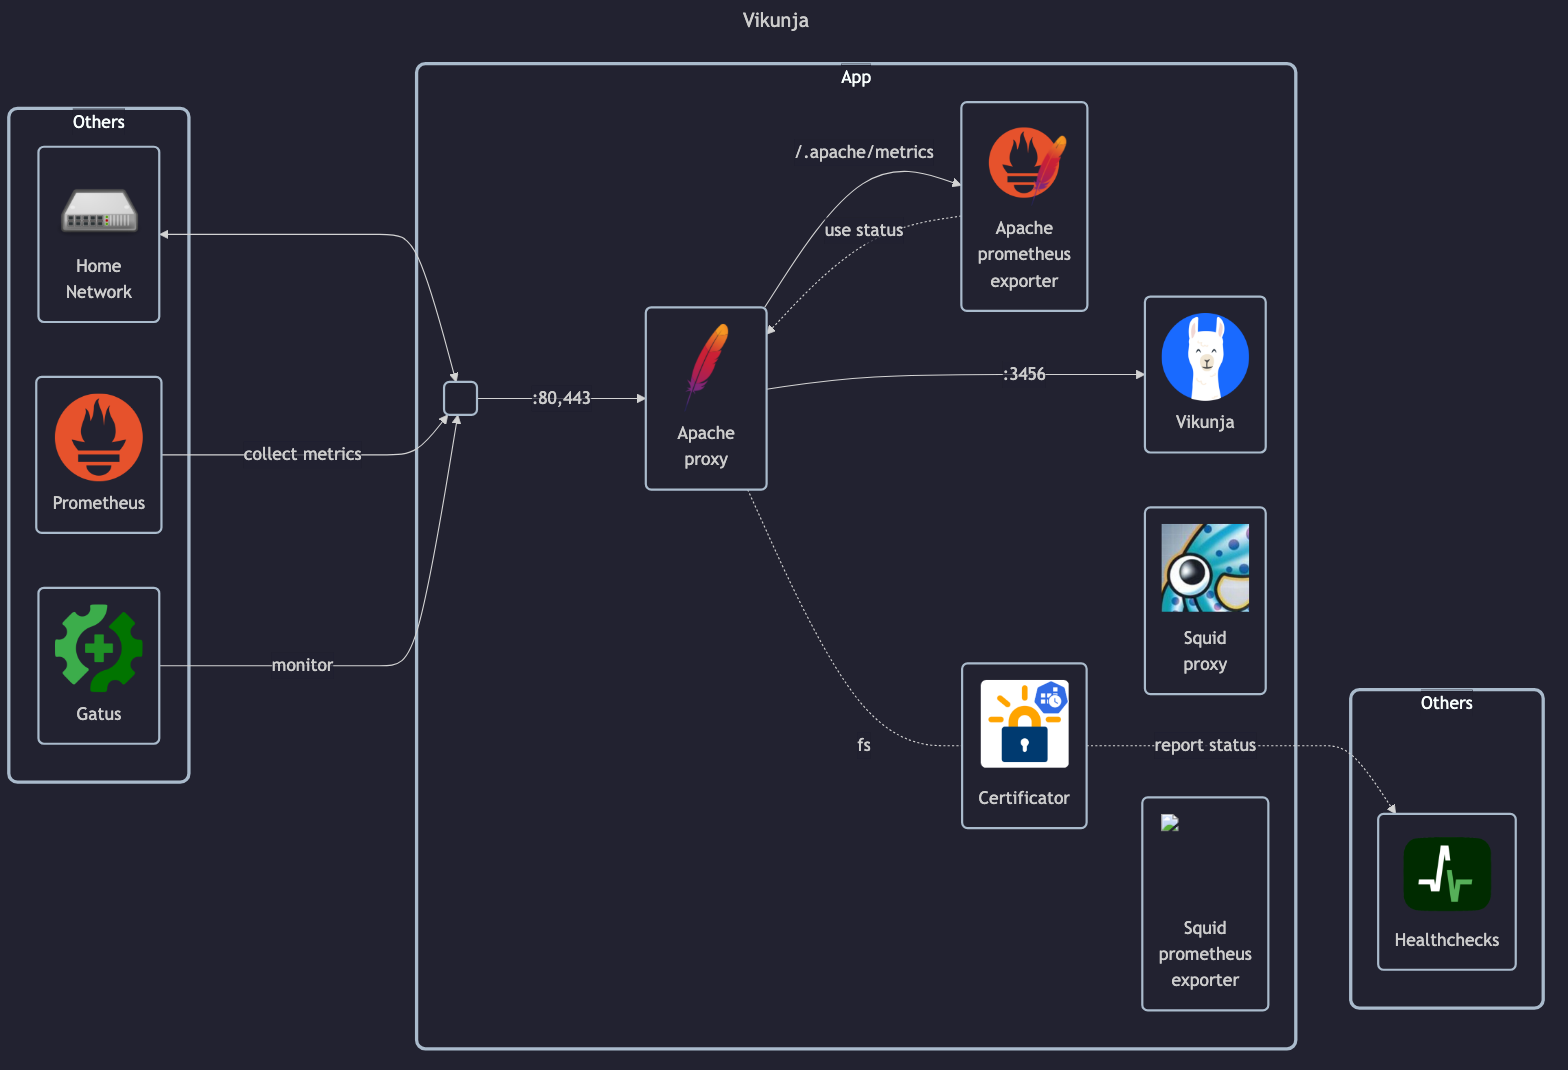 Vikunja
App
Others
Home
Network
Prometheus
Gatus
collect metrics
monitor
:80,443
Apache
proxy
/.apache/metrics
use status
Apache
prometheus
exporter
:3456
Vikunja
Squid
proxy
fs
Certificator
report status
Squid
prometheus
exporter
Others
Healthchecks